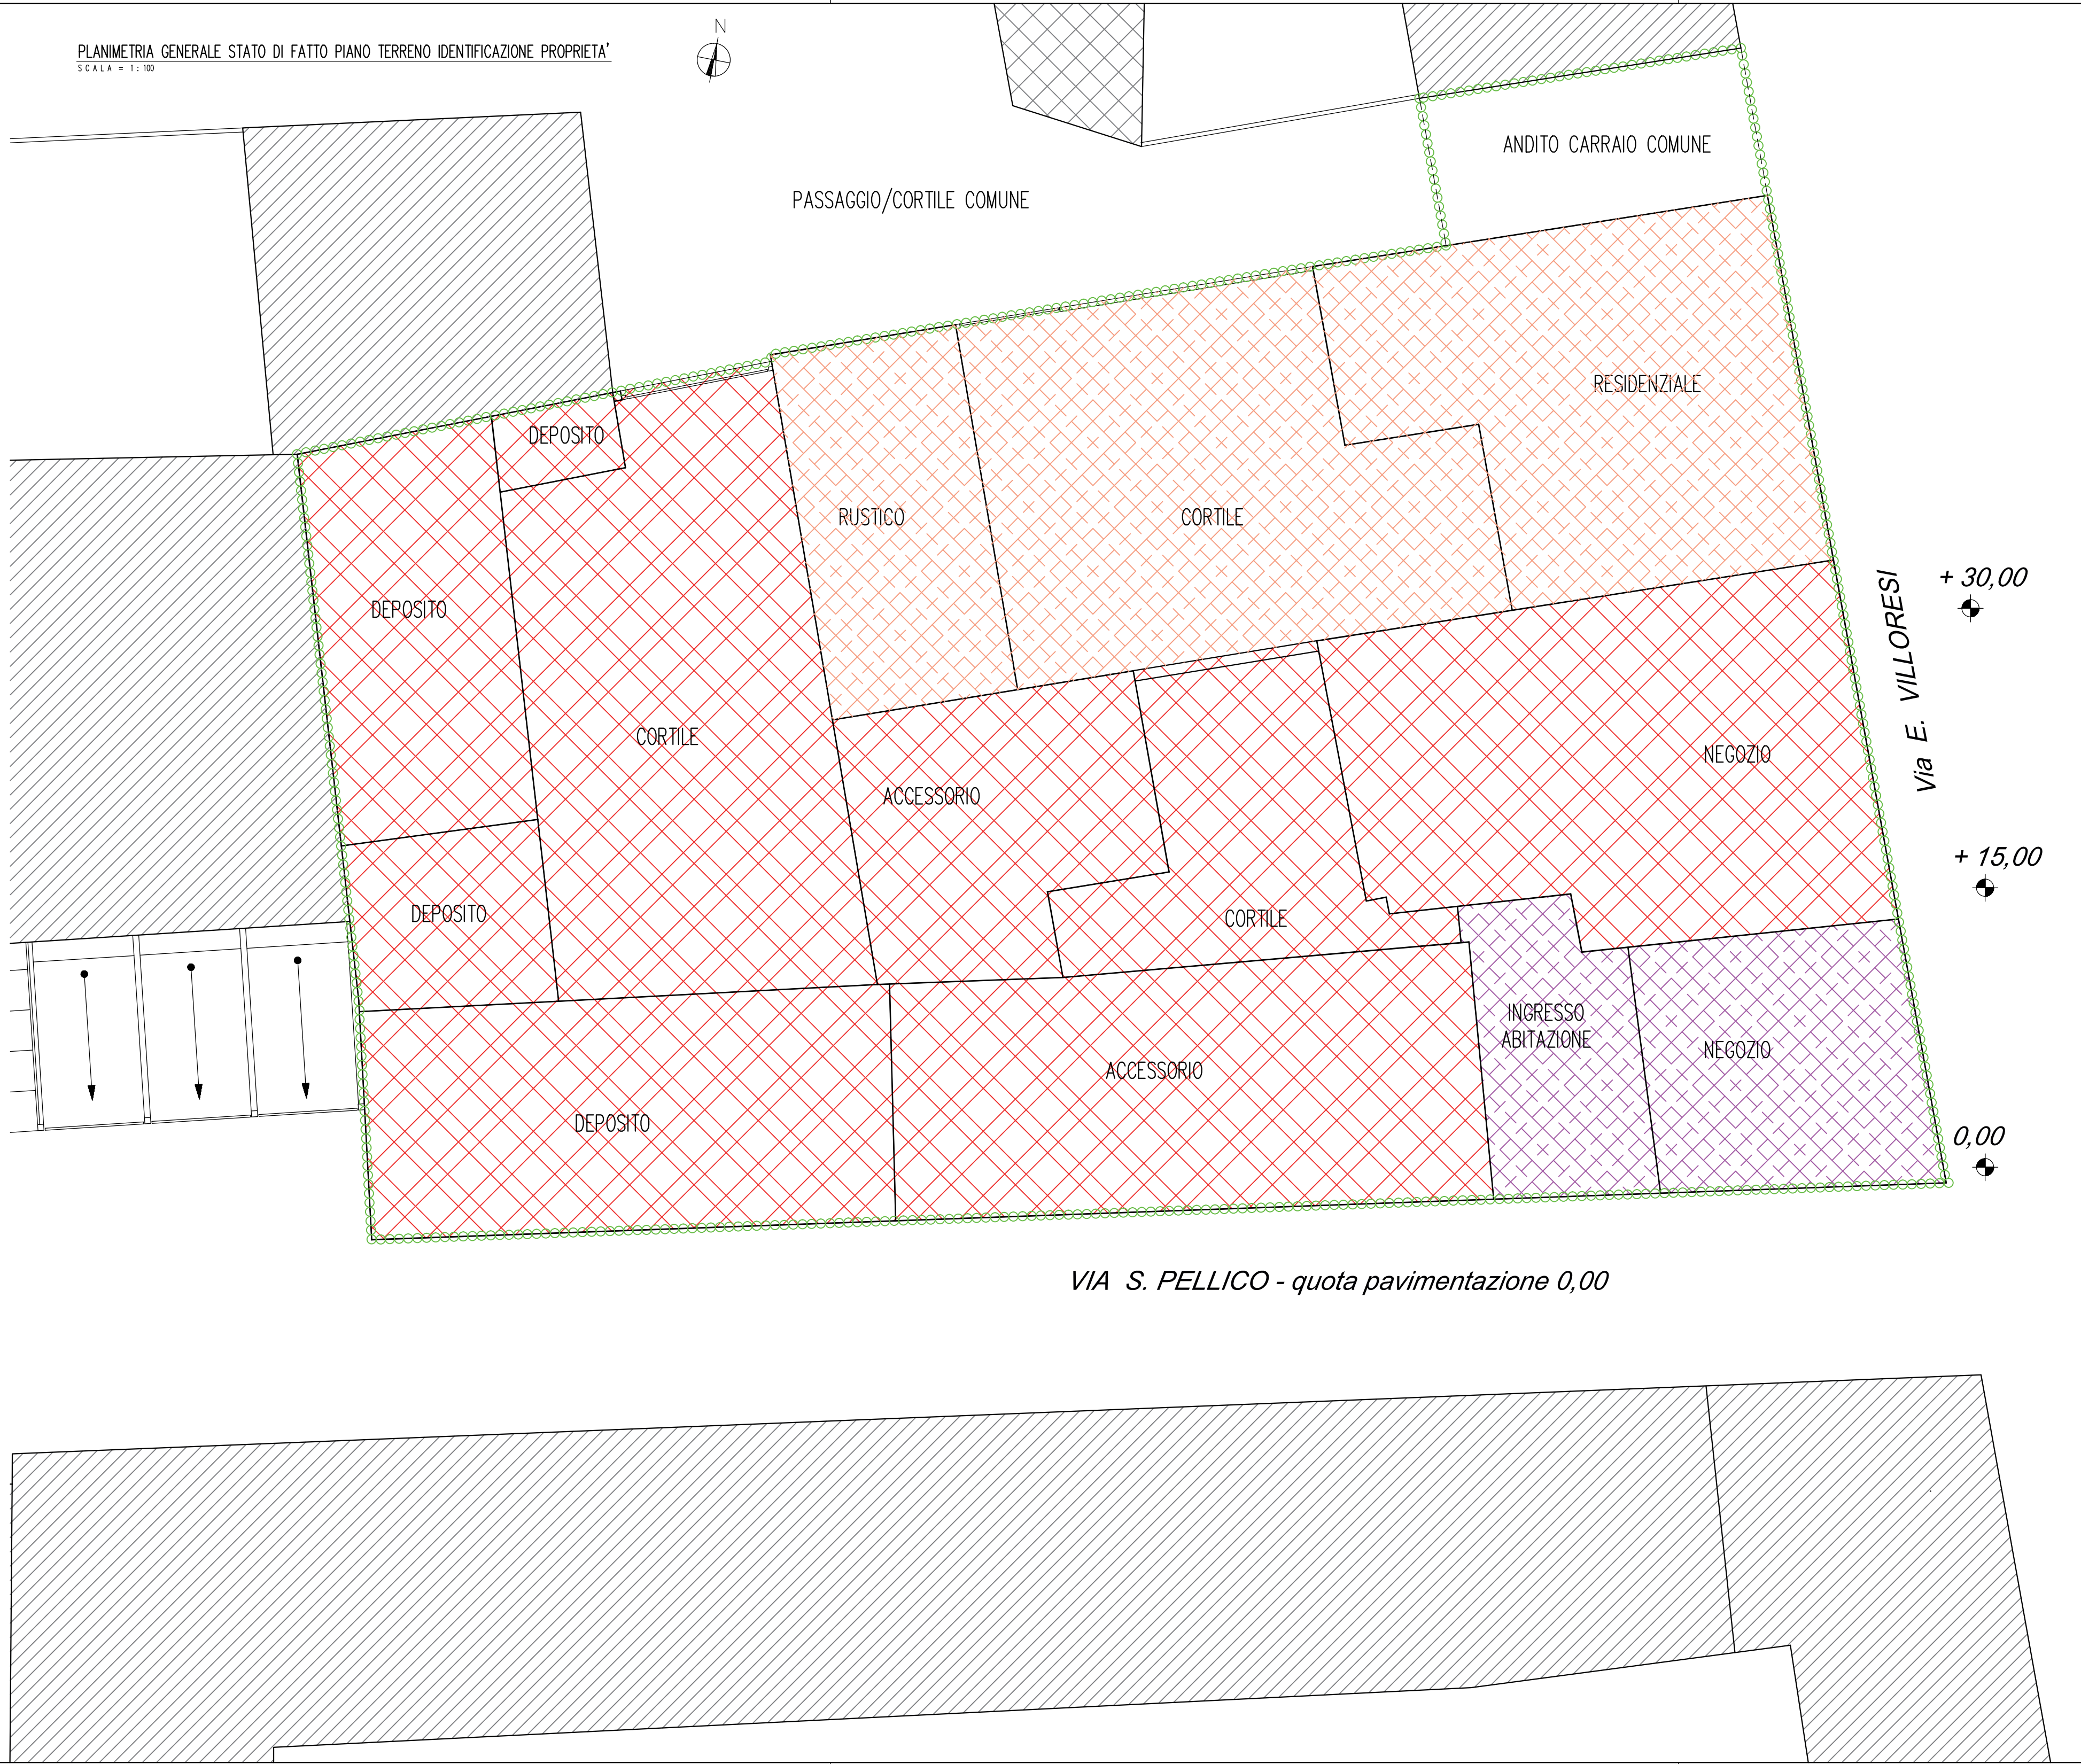 N
PLANIMETRIA GENERALE STATO DI FATTO PIANO TERRENO IDENTIFICAZIONE PROPRIETA'
SCALA = 1:100
ANDITO CARRAIO COMUNE
PASSAGGIO/CORTILE COMUNE
RESIDENZIALE
DEPOSITO
RUSTICO
CORTILE
+ 30,00
DEPOSITO
Via E. VILLORESI
CORTILE
NEGOZIO
ACCESSORIO
+ 15,00
DEPOSITO
CORTILE
INGRESSO
ABITAZIONE
NEGOZIO
ACCESSORIO
DEPOSITO
0,00
VIA S. PELLICO - quota pavimentazione 0,00